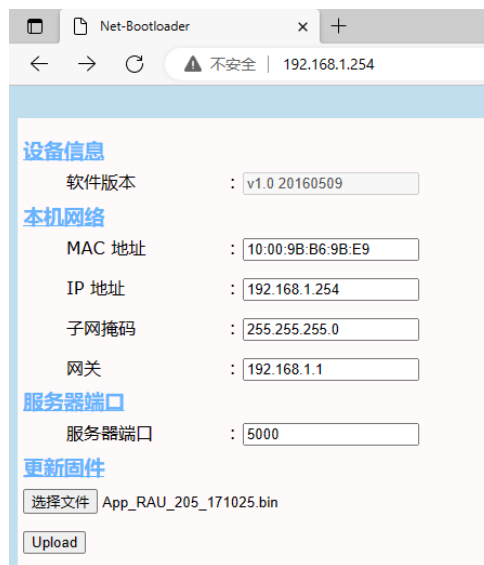 Net-Bootloader
不安全 | 192.168.1.254
设备信息
软件版本 : v1.0 20160509
本机网络
MAC 地址 : 10:00:9B:B6:9B:E9
IP 地址 : 192.168.1.254
子网掩码 : 255.255.255.0
网关 : 192.168.1.1
服务器端口
服务器端口 : 5000
更新固件
选择文件 App_RAU_205_171025.bin
Upload